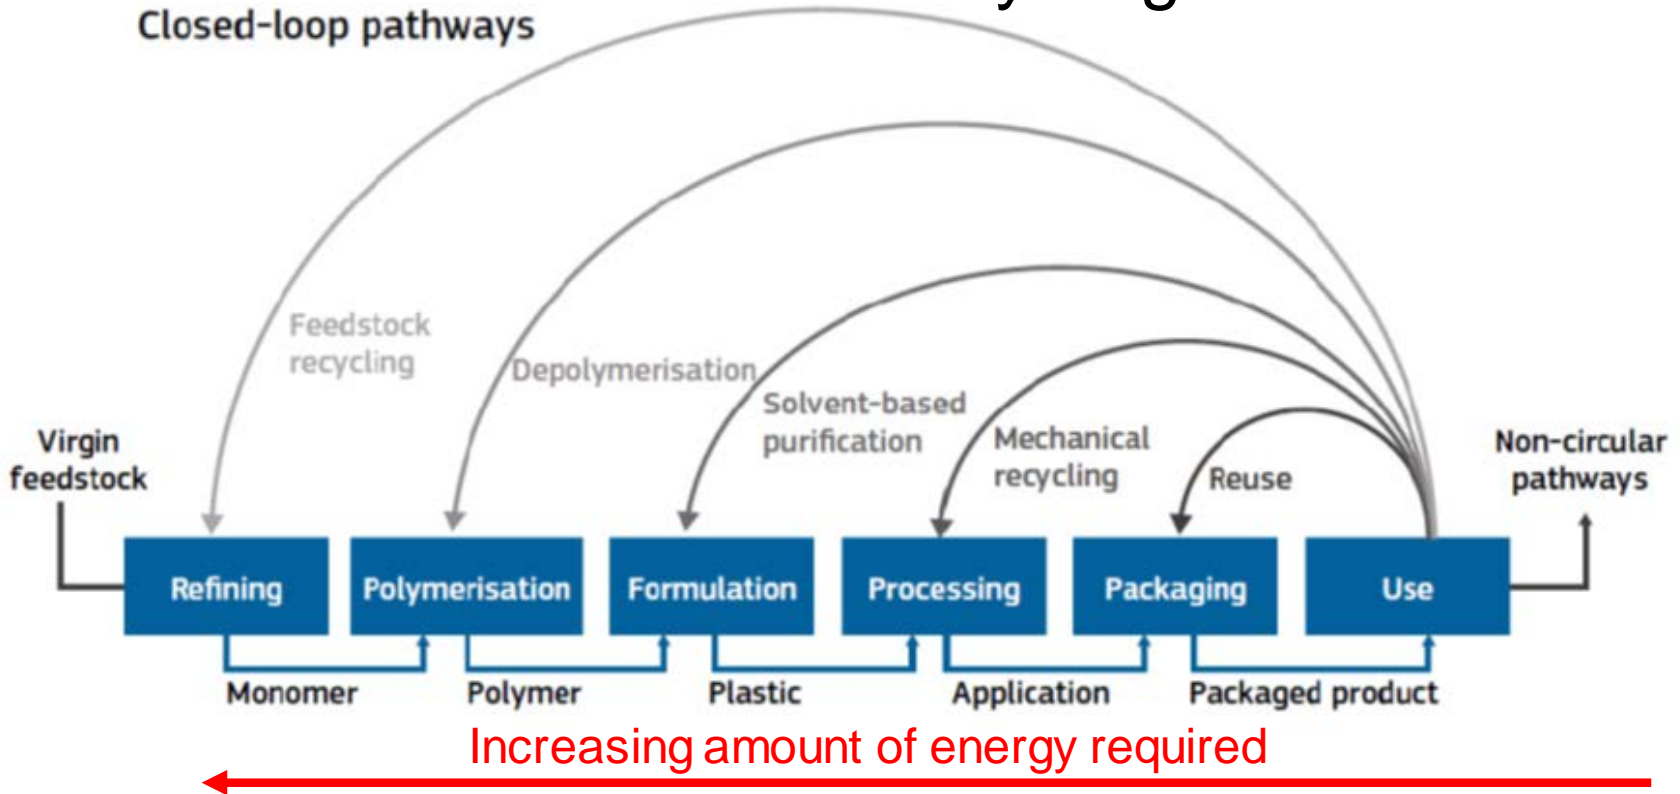 Closed-loop pathways
Feedstock
recycling
Depolymerisation
Solvent-based
purification
Mechanical
recycling
Reuse
Virgin
feedstock
Non-circular
pathways
Refining
Polymerisation
Formulation
Processing
Packaging
Use
Monomer
Polymer
Plastic
Application
Packaged product
Increasing amount of energy required